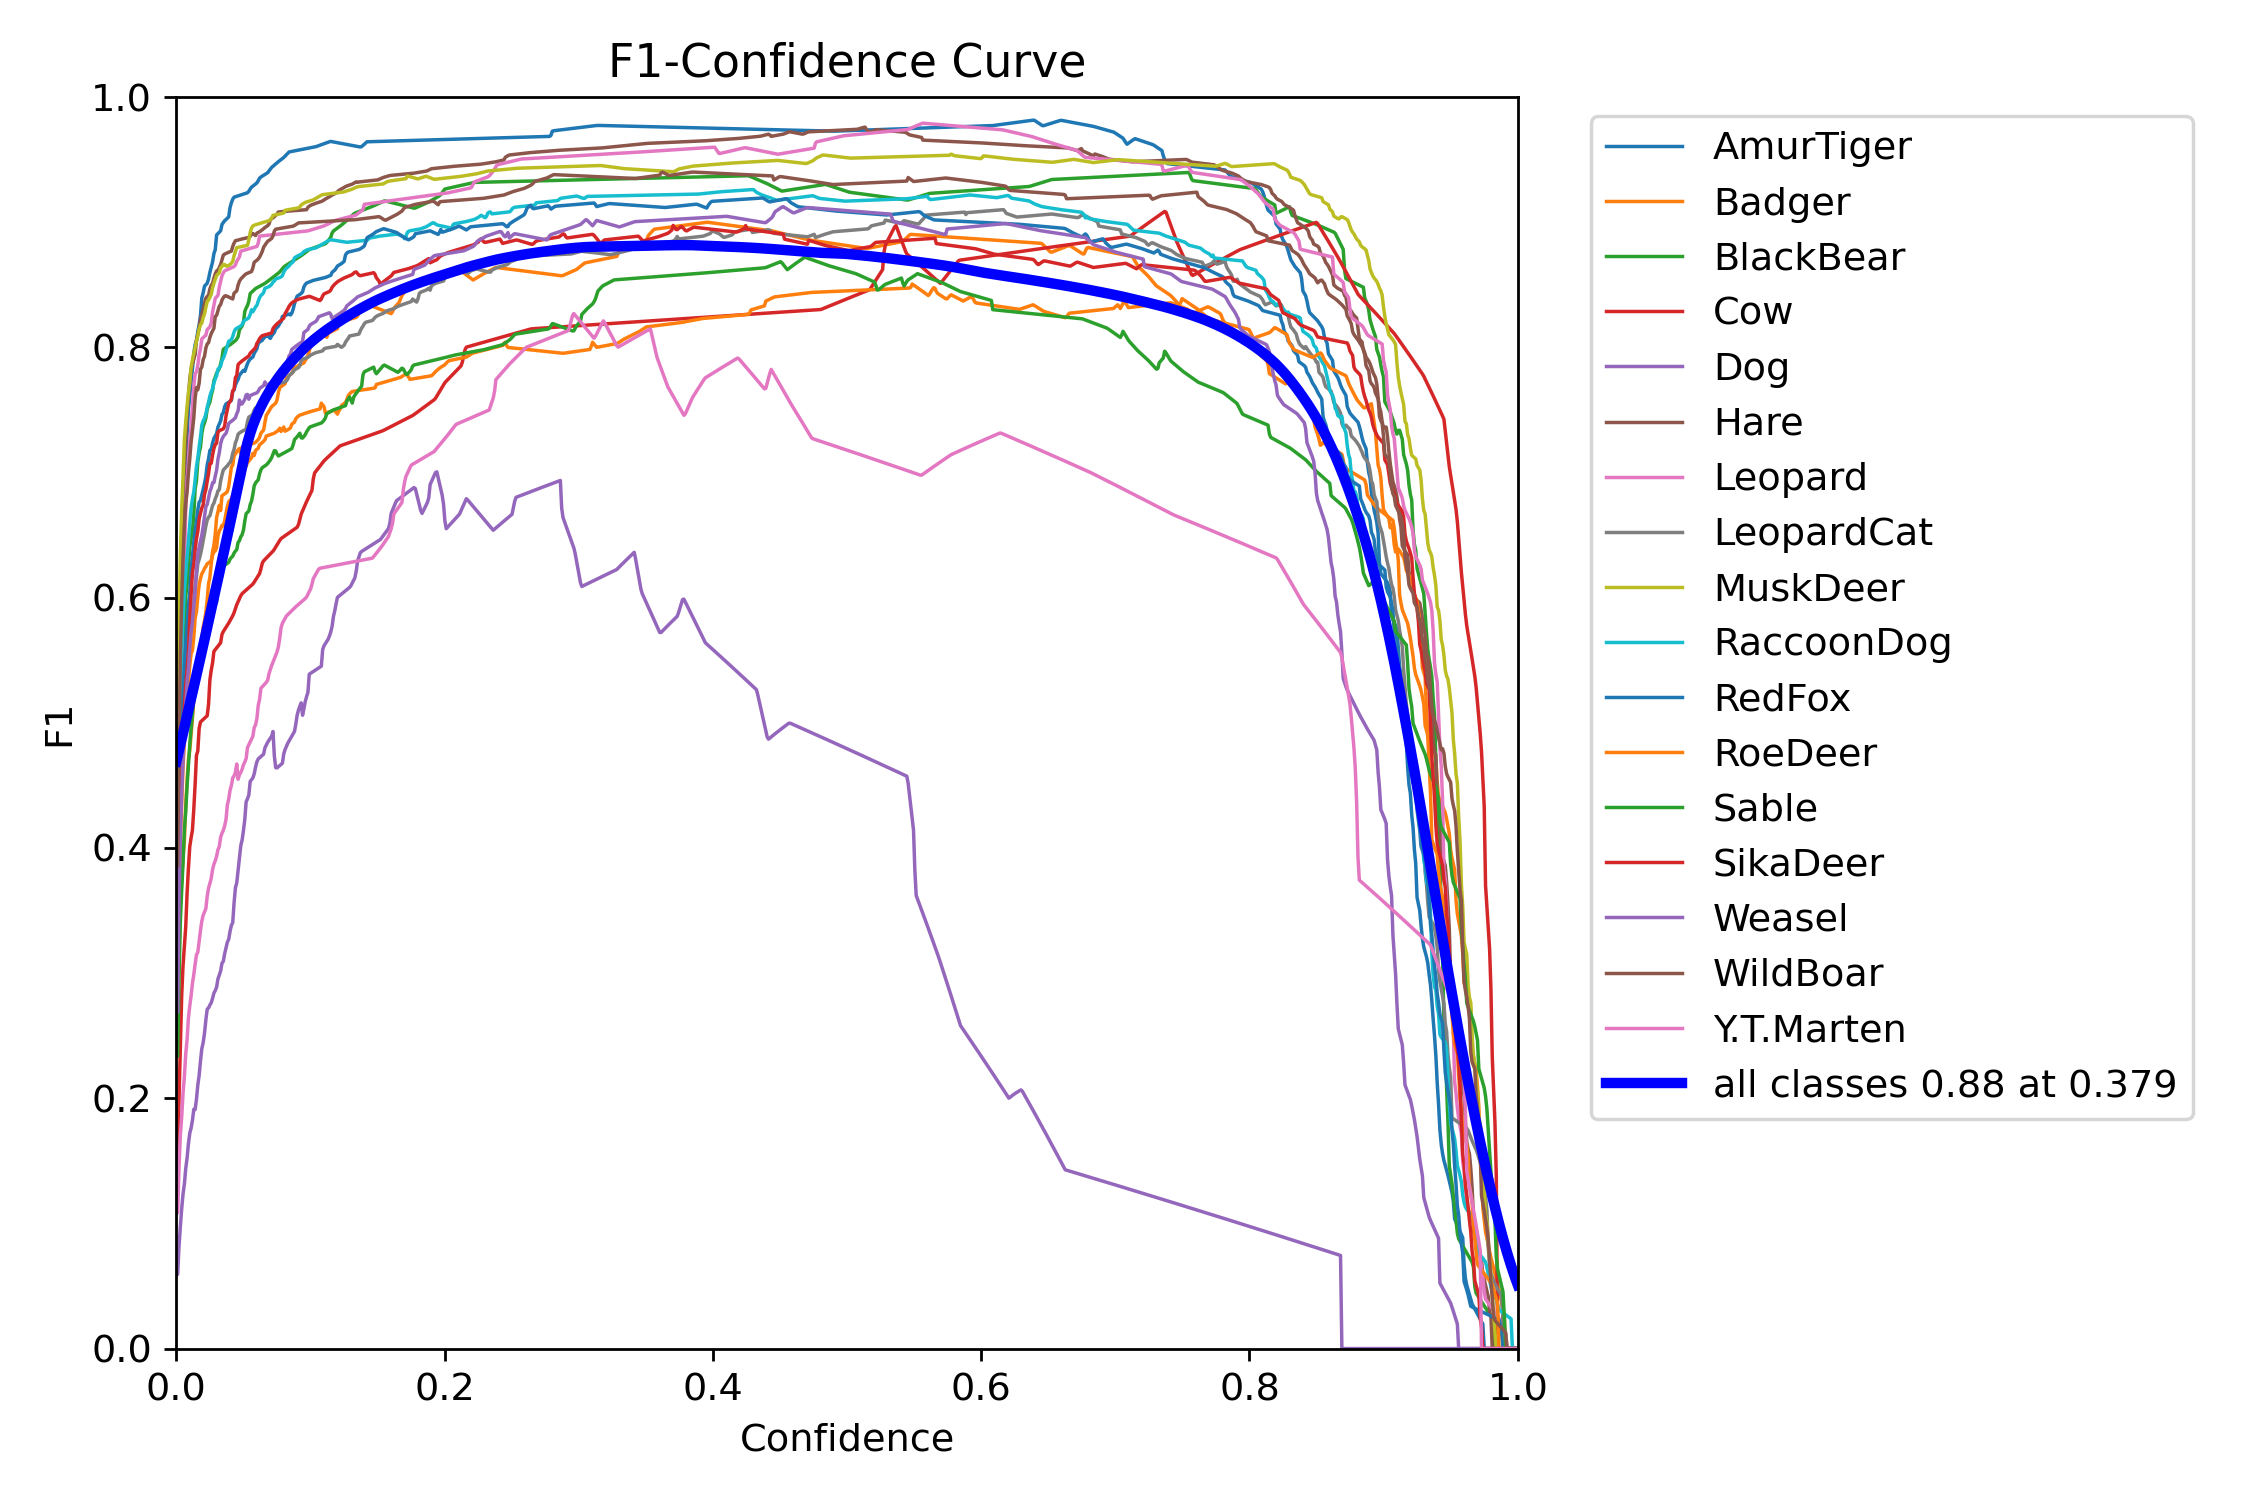 F1-Confidence Curve
1.0
0.8
0.6
0.4
0.2
0.0
F1
0.0
0.2
0.4
0.6
0.8
1.0
Confidence
AmurTiger
Badger
BlackBear
Cow
Dog
Hare
Leopard
LeopardCat
MuskDeer
RaccoonDog
RedFox
RoeDeer
Sable
SikaDeer
Weasel
WildBoar
Y.T.Marten
all classes 0.88 at 0.379